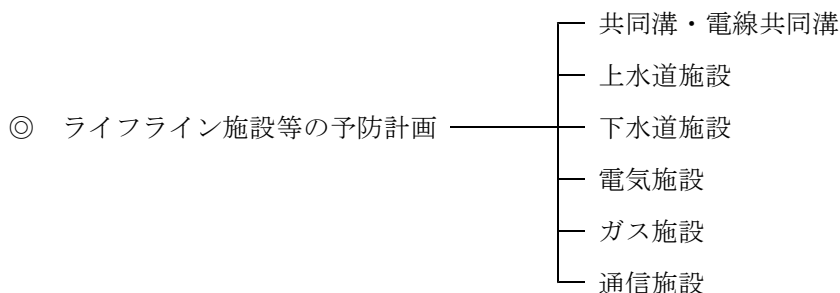 共同溝・電線共同溝
上水道施設
◎ ライフライン施設等の予防計画
下水道施設
電気施設
ガス施設
通信施設